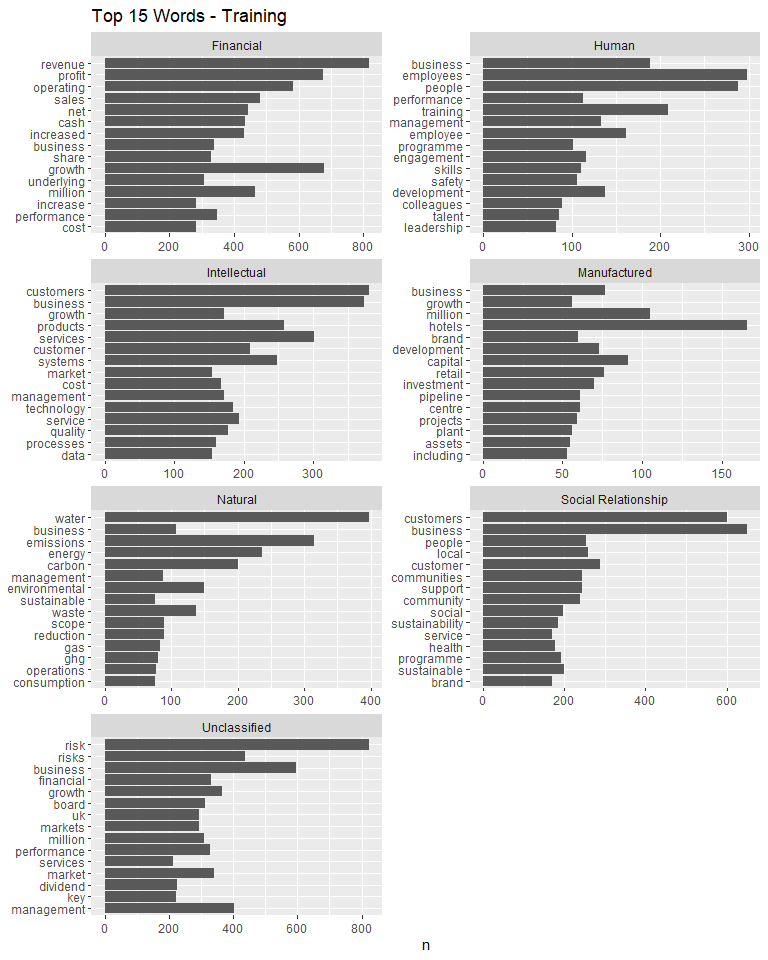 Top 15 Words - Training
Financial
revenue
profit
operating
sales
net
cash
increased
business
share
growth
underlying
million
increase
performance
cost
0 200 400 600 800
Human
business
employees
people
performance
training
management
employee
programme
engagement
skills
safety
development
colleagues
talent
leadership
0 100 200 300
Intellectual
customers
business
growth
products
services
customer
systems
market
cost
management
technology
service
quality
processes
data
0 100 200 300
Manufactured
business
growth
million
hotels
brand
development
capital
retail
investment
pipeline
centre
projects
plant
assets
including
0 50 100 150
Natural
water
business
emissions
energy
carbon
management
environmental
sustainable
waste
scope
reduction
gas
ghg
operations
consumption
0 100 200 300 400
Social Relationship
customers
business
people
local
customer
communities
support
community
social
sustainability
service
health
programme
sustainable
brand
0 200 400 600
Unclassified
risk
risks
business
financial
growth
board
uk
markets
million
performance
services
market
dividend
key
management
0 200 400 600 800
n